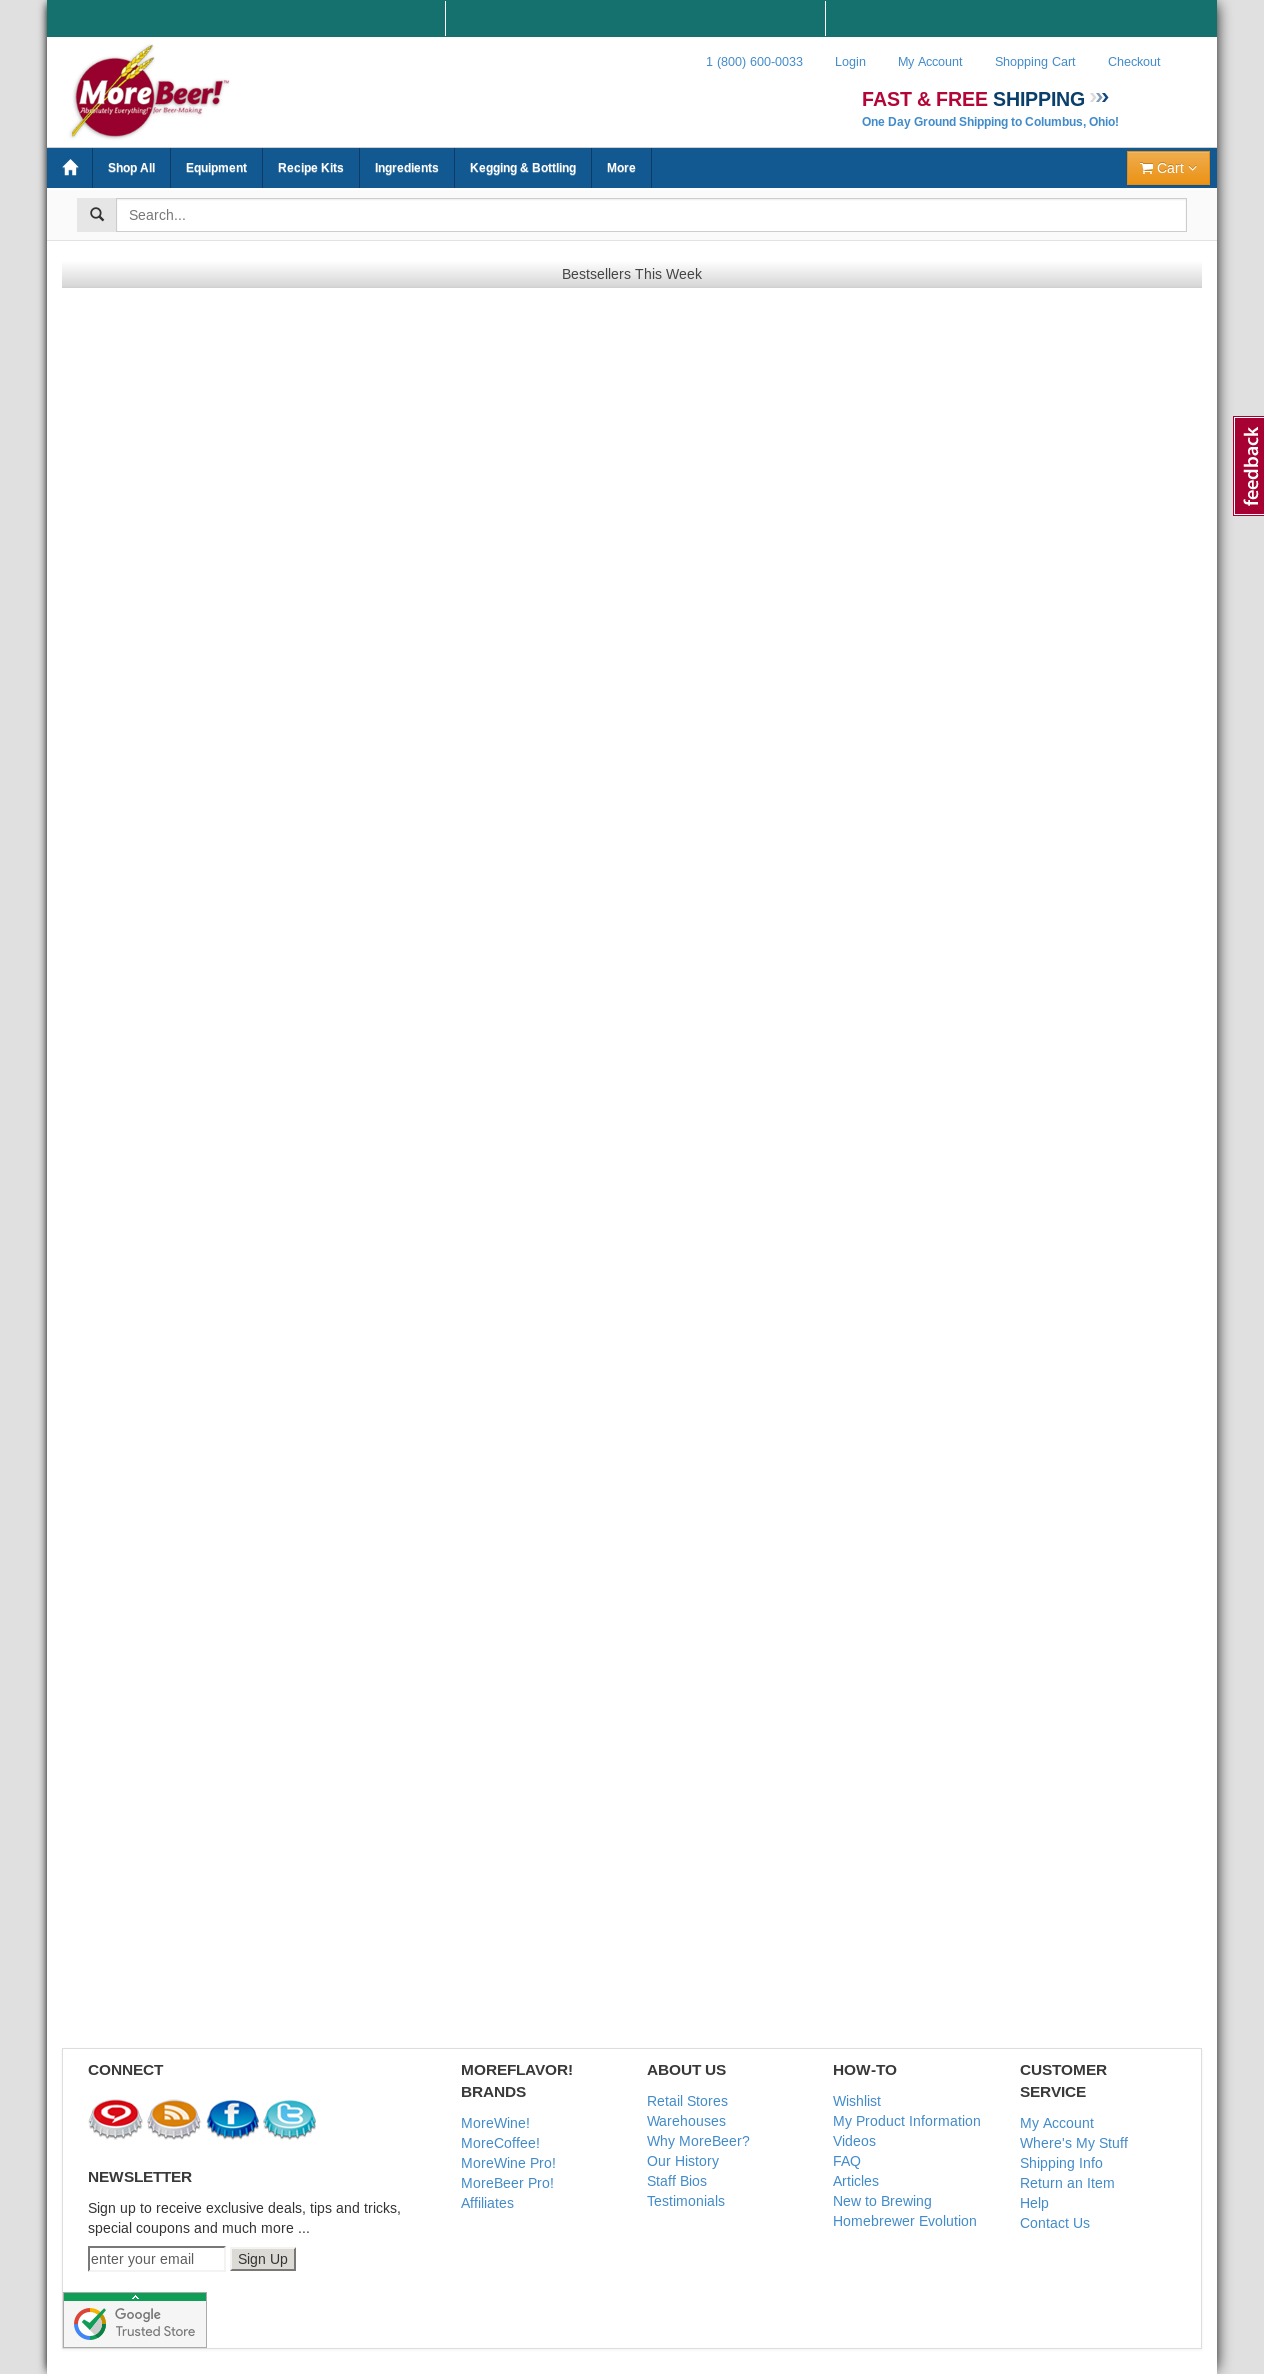 MoreBeer!™
"Absolutely Everything!" for Beer-Making
1 (800) 600-0033 Login My Account Shopping Cart Checkout
FAST & FREE SHIPPING
One Day Ground Shipping to Columbus, Ohio!
Shop All Equipment Recipe Kits Ingredients Kegging & Bottling More Cart
Search...
Bestsellers This Week
feedback
CONNECT
NEWSLETTER
Sign up to receive exclusive deals, tips and tricks,
special coupons and much more ...
enter your email Sign Up
MOREFLAVOR!
BRANDS
MoreWine!
MoreCoffee!
MoreWine Pro!
MoreBeer Pro!
Affiliates
ABOUT US
Retail Stores
Warehouses
Why MoreBeer?
Our History
Staff Bios
Testimonials
HOW-TO
Wishlist
My Product Information
Videos
FAQ
Articles
New to Brewing
Homebrewer Evolution
CUSTOMER
SERVICE
My Account
Where's My Stuff
Shipping Info
Return an Item
Help
Contact Us
Google
Trusted Store